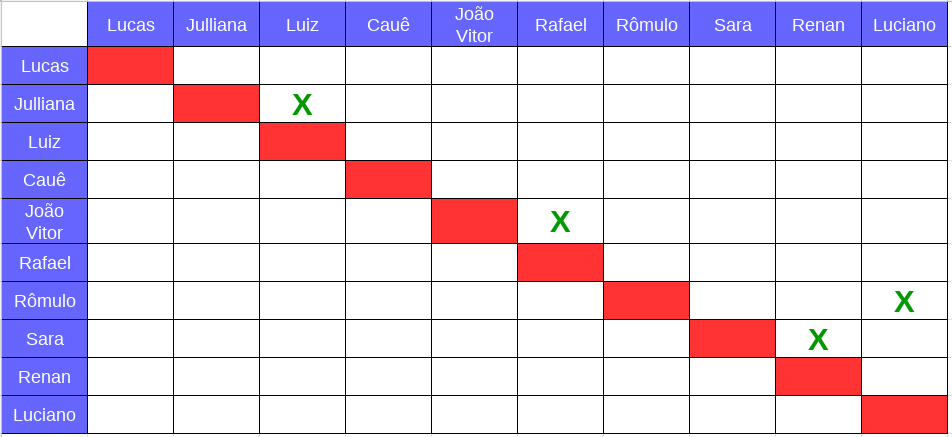 Lucas Julliana Luiz Cauê João Vitor Rafael Rômulo Sara Renan Luciano
Lucas
Julliana X
Luiz
Cauê
João Vitor X
Rafael
Rômulo X
Sara X
Renan
Luciano